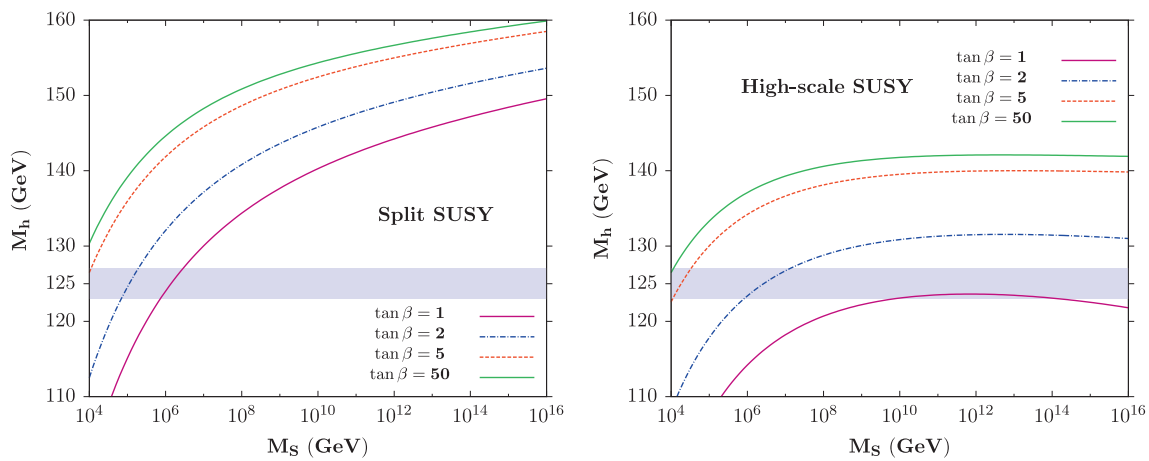 160
150
140
130
125
120
110
M_h (GeV)
Split SUSY
tan β = 1
tan β = 2
tan β = 5
tan β = 50
10^4 10^6 10^8 10^10 10^12 10^14 10^16
M_S (GeV)
160
150
140
130
125
120
110
M_h (GeV)
tan β = 1
tan β = 2
High-scale SUSY
tan β = 5
tan β = 50
10^4 10^6 10^8 10^10 10^12 10^14 10^16
M_S (GeV)